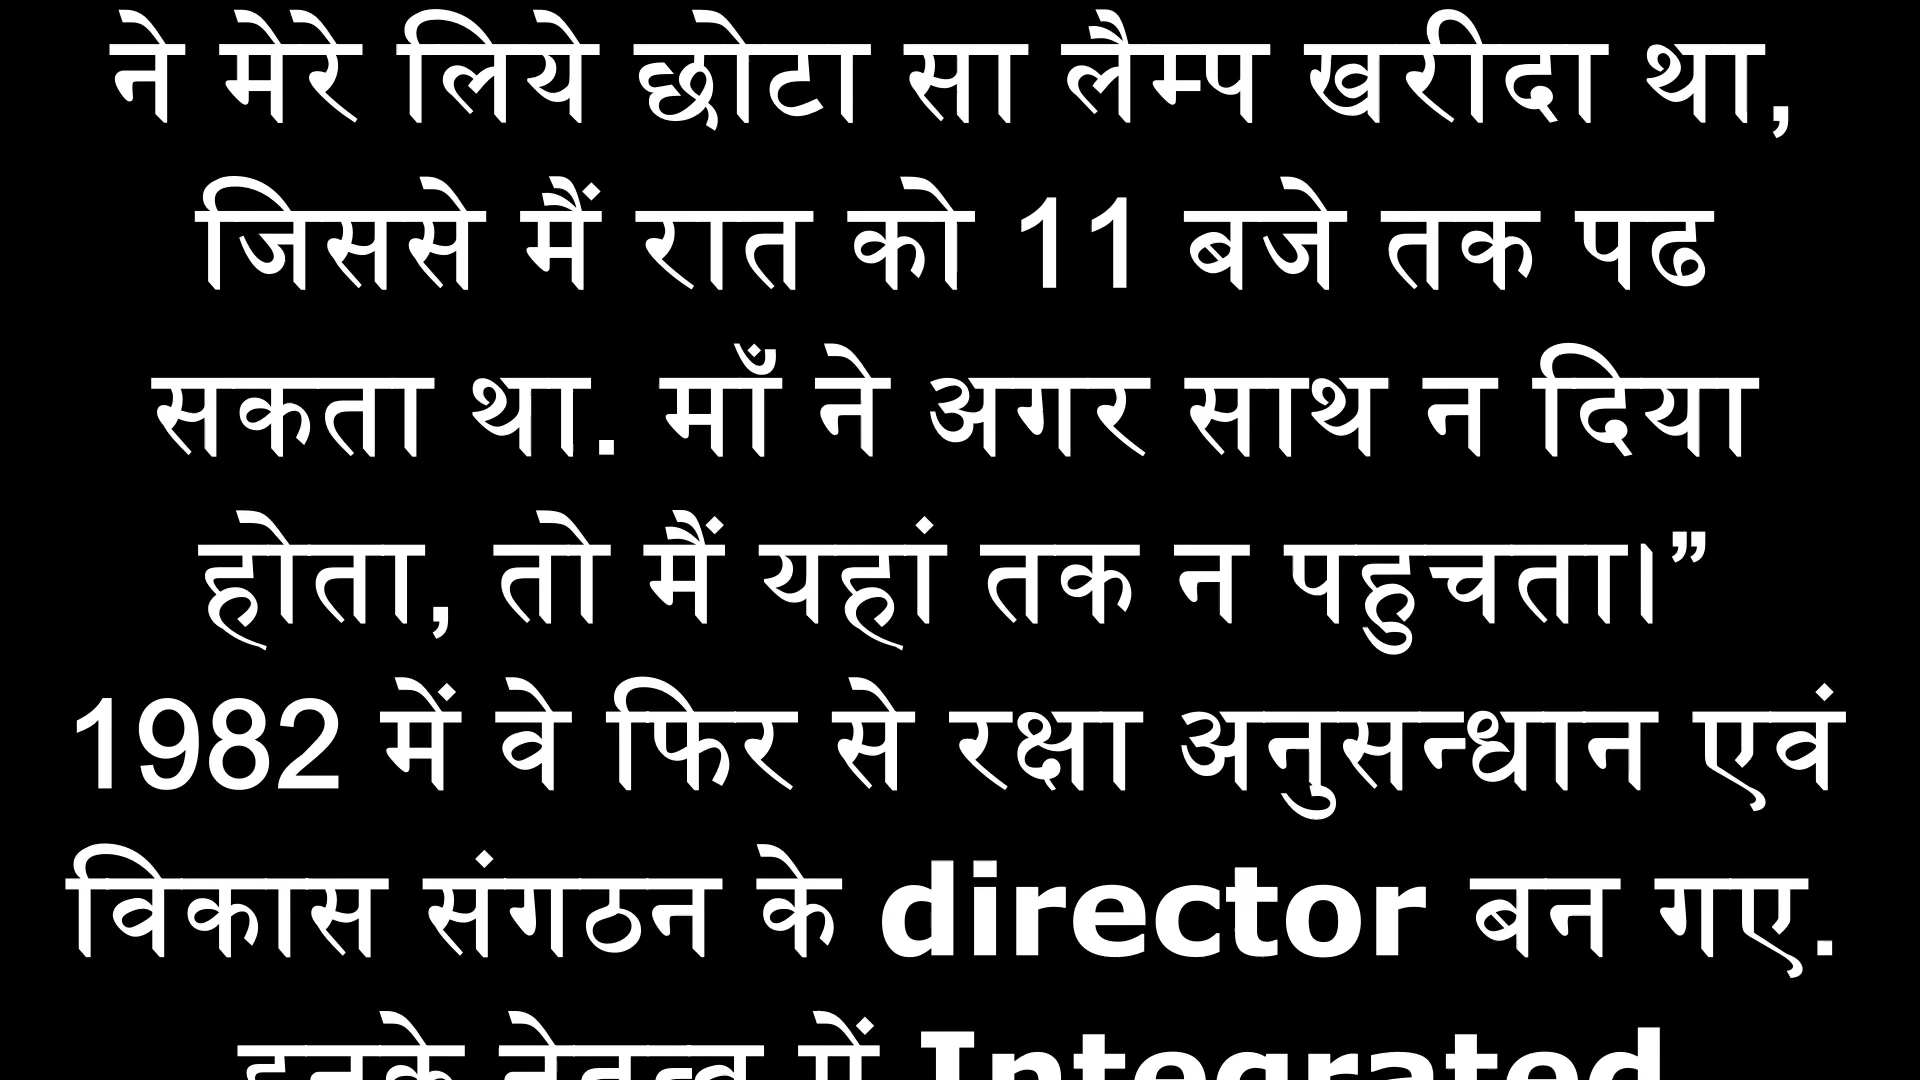 ने मेरे लिये छोटा सा लैम्प खरीदा था,
जिससे मैं रात को 11 बजे तक पढ
सकता था. माँ ने अगर साथ न दिया
होता, तो मैं यहां तक न पहुचता।”
1982 में वे फिर से रक्षा अनुसन्धान एवं
विकास संगठन के director बन गए.
इनके नेतृत्व में Integrated